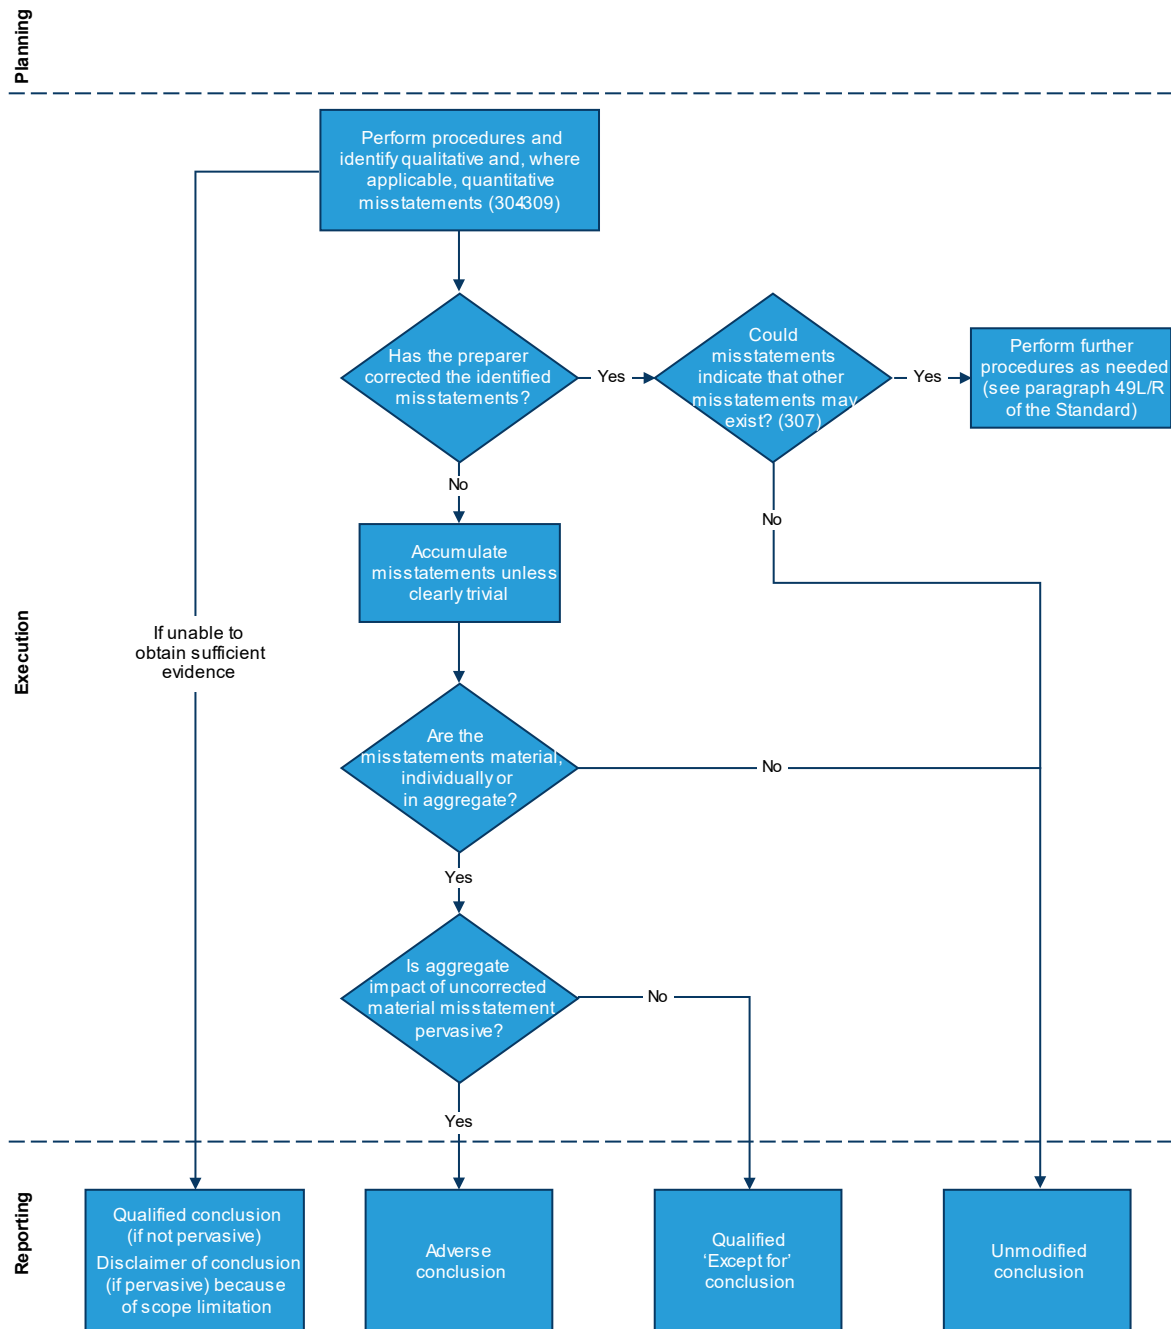 Planning
Perform procedures and
identify qualitative and, where
applicable, quantitative
misstatements (304309)
Has the preparer
corrected the identified
misstatements?
Yes
Could
misstatements
indicate that other
misstatements may
exist? (307)
Yes
Perform further
procedures as needed
(see paragraph 49L/R
of the Standard)
No
No
Accumulate
misstatements unless
clearly trivial
Execution
If unable to
obtain sufficient
evidence
Are the
misstatements material,
individually or
in aggregate?
No
Yes
Is aggregate
impact of uncorrected
material misstatement
pervasive?
No
Yes
Reporting
Qualified conclusion
(if not pervasive)
Disclaimer of conclusion
(if pervasive) because
of scope limitation
Adverse
conclusion
Qualified
‘Except for’
conclusion
Unmodified
conclusion